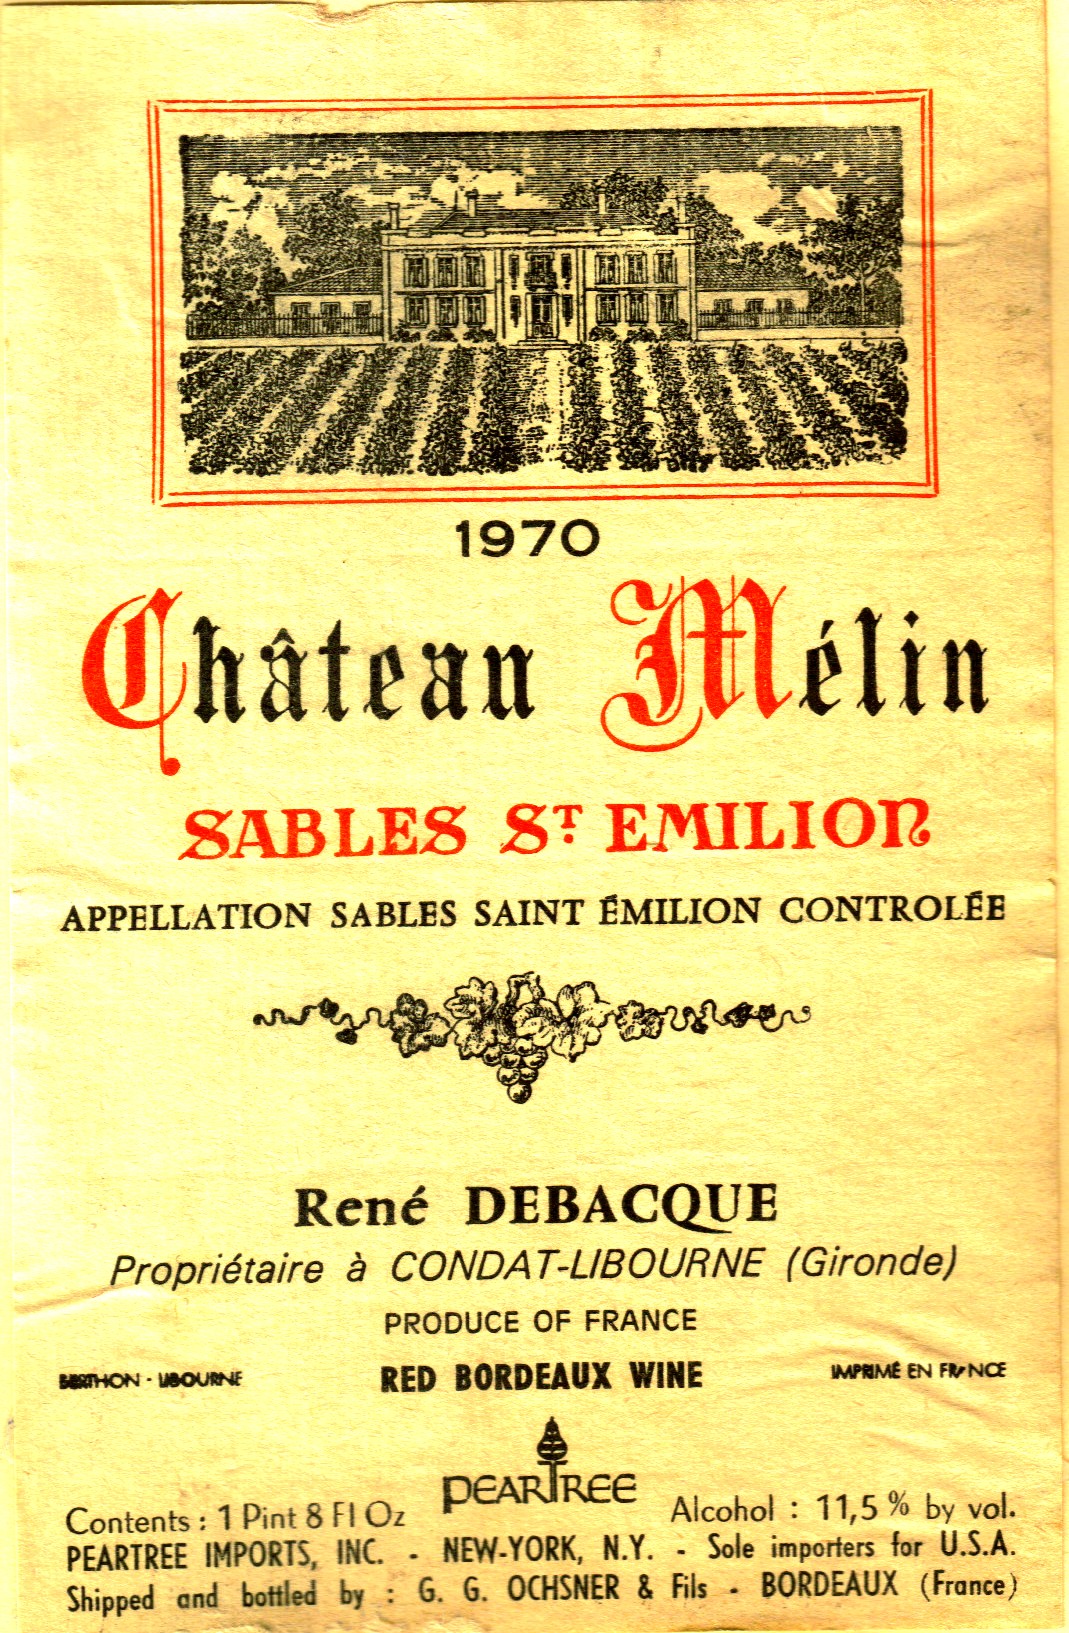 1970
Château Mélin
SABLES ST EMILION
APPELLATION SABLES SAINT ÉMILION CONTROLÉE
René DEBACQUE
Propriétaire à CONDAT-LIBOURNE (Gironde)
PRODUCE OF FRANCE
BERTHON - LIBOURNE RED BORDEAUX WINE IMPRIMÉ EN FRANCE
PEARTREE
Contents : 1 Pint 8 Fl Oz Alcohol : 11,5 % by vol.
PEARTREE IMPORTS, INC. - NEW-YORK, N.Y. - Sole importers for U.S.A.
Shipped and bottled by : G. G. OCHSNER & Fils - BORDEAUX (France)